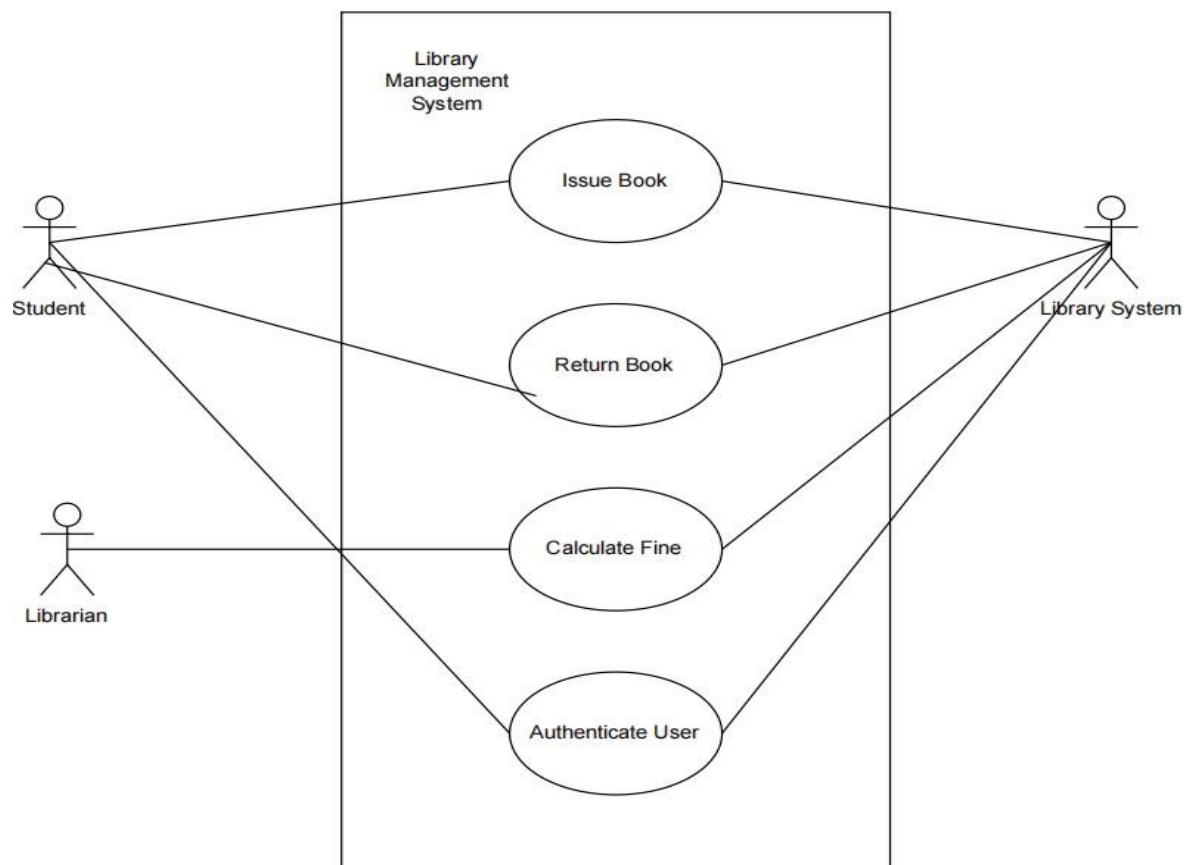 Library
Management
System
Issue Book
Student
Library System
Return Book
Calculate Fine
Librarian
Authenticate User